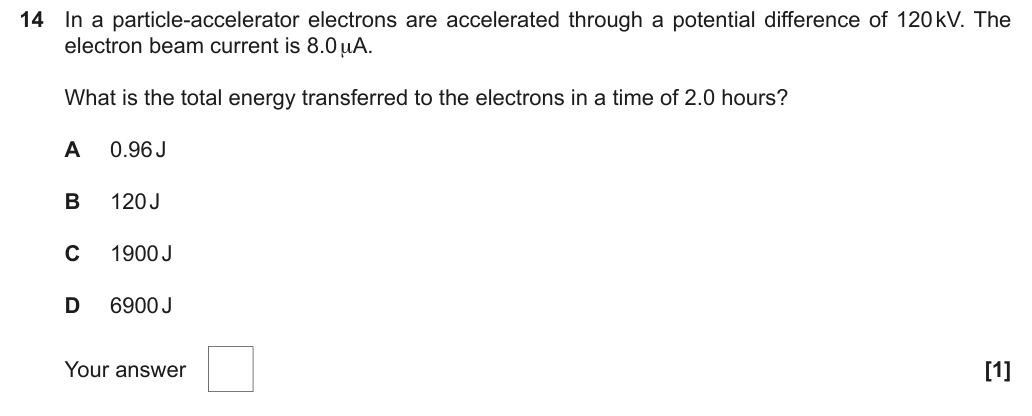 14 In a particle-accelerator electrons are accelerated through a potential difference of 120 kV. The
electron beam current is 8.0 μA.
What is the total energy transferred to the electrons in a time of 2.0 hours?
A 0.96 J
B 120 J
C 1900 J
D 6900 J
Your answer [1]